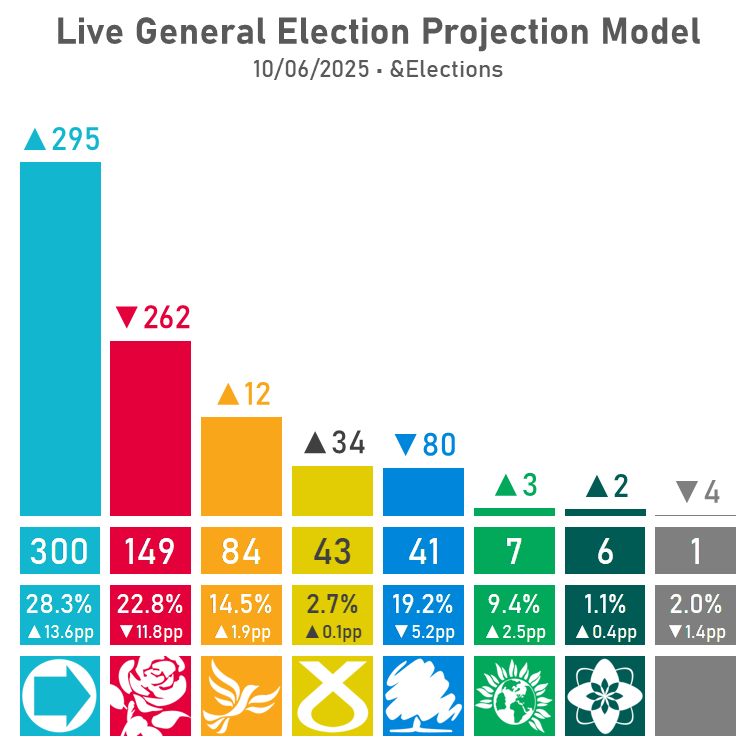 Live General Election Projection Model
10/06/2025 · &Elections
▲295
▼262
▲12
▲34
▼80
▲3
▲2
▼4
300 149 84 43 41 7 6 1
28.3% 22.8% 14.5% 2.7% 19.2% 9.4% 1.1% 2.0%
▲13.6pp ▼11.8pp ▲1.9pp ▲0.1pp ▼5.2pp ▲2.5pp ▲0.4pp ▼1.4pp